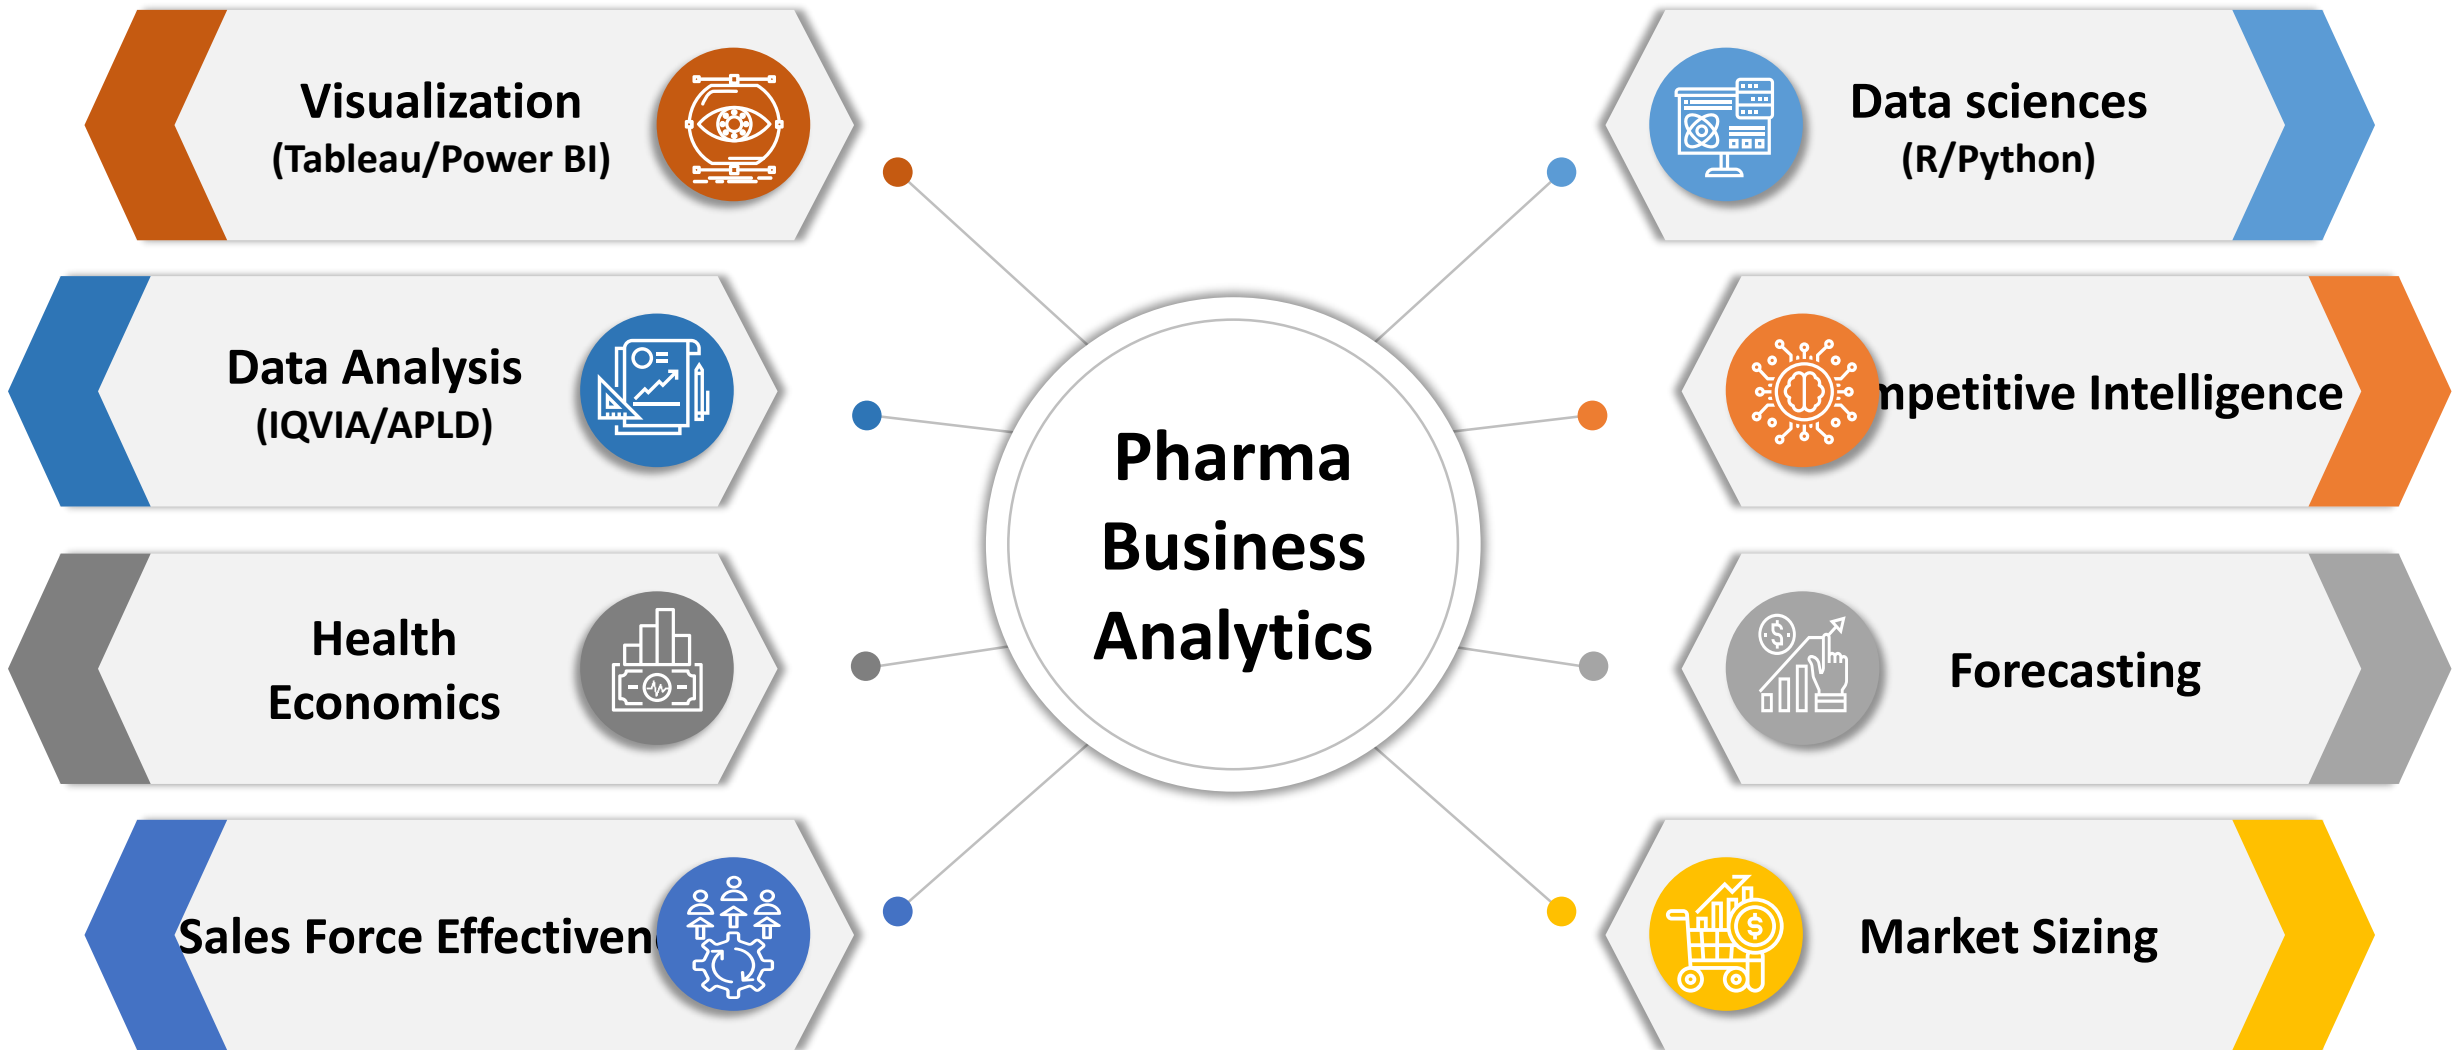 Visualization
(Tableau/Power BI)
Data Analysis
(IQVIA/APLD)
Health
Economics
Sales Force Effectiven
Pharma
Business
Analytics
Data sciences
(R/Python)
mpetitive Intelligence
Forecasting
Market Sizing